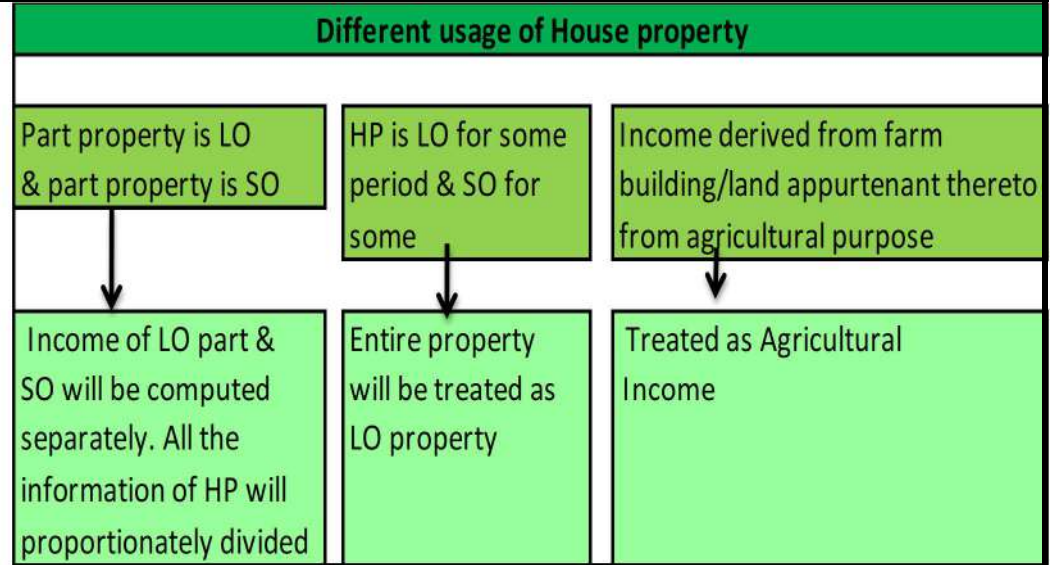 Different usage of House property
Part property is LO
& part property is SO
HP is LO for some
period & SO for
some
Income derived from farm
building/land appurtenant thereto
from agricultural purpose
Income of LO part &
SO will be computed
separately. All the
information of HP will
proportionately divided
Entire property
will be treated as
LO property
Treated as Agricultural
Income